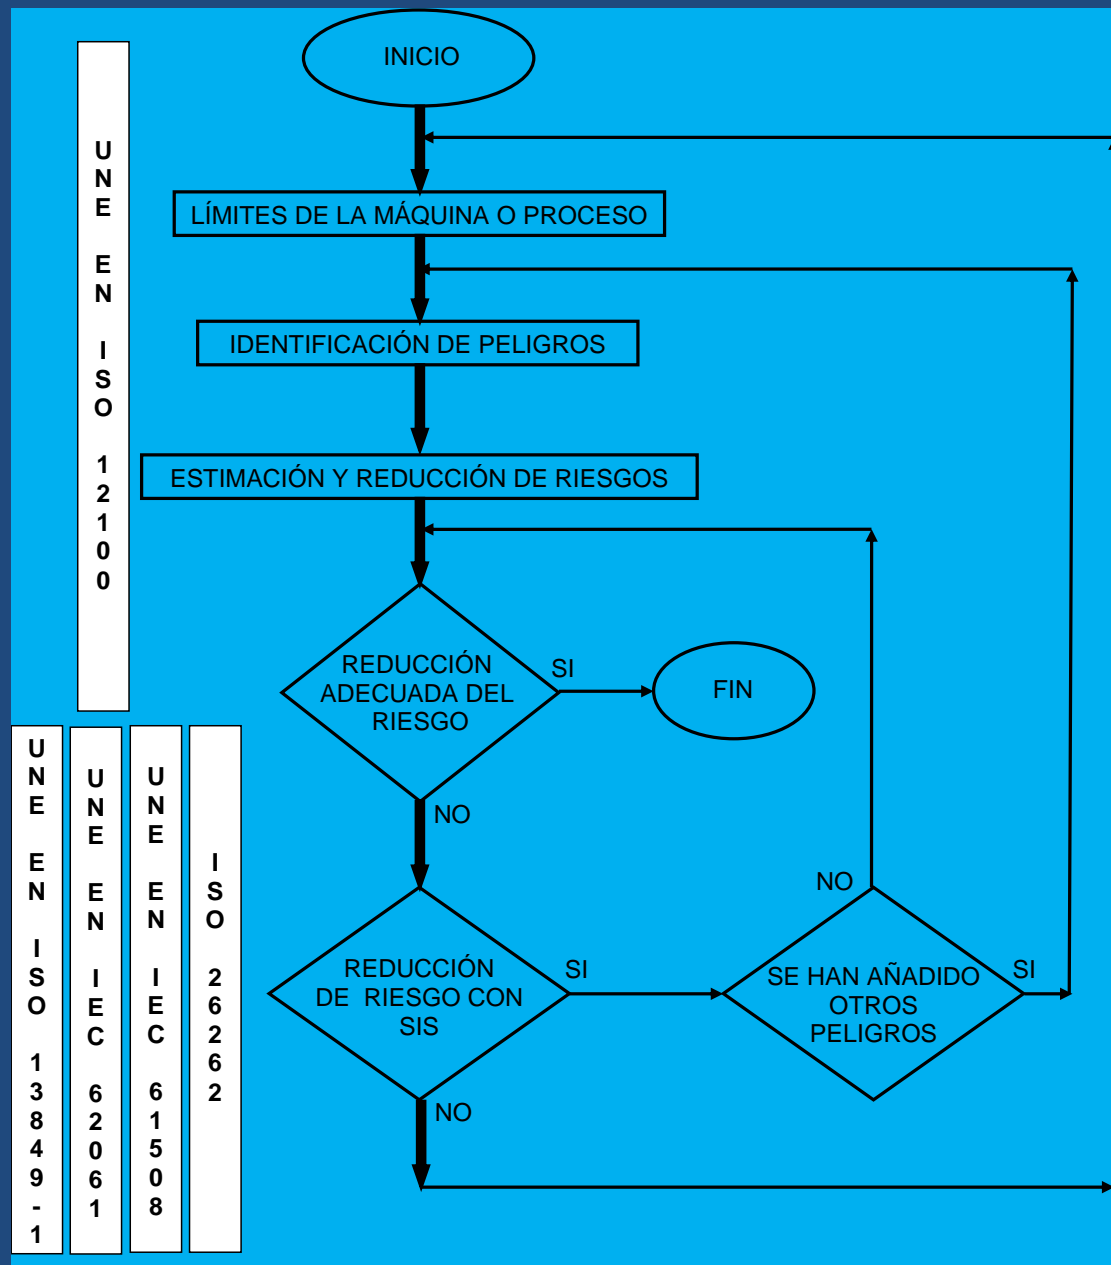 INICIO
UNE EN ISO 12100
LÍMITES DE LA MÁQUINA O PROCESO
IDENTIFICACIÓN DE PELIGROS
ESTIMACIÓN Y REDUCCIÓN DE RIESGOS
REDUCCIÓN
ADECUADA DEL
RIESGO
SI
FIN
NO
UNE EN ISO 13849-1
UNE EN IEC 62061
UNE EN IEC 61508
ISO 26262
REDUCCIÓN
DE RIESGO CON
SIS
SI
NO
NO
SE HAN AÑADIDO
OTROS
PELIGROS
SI